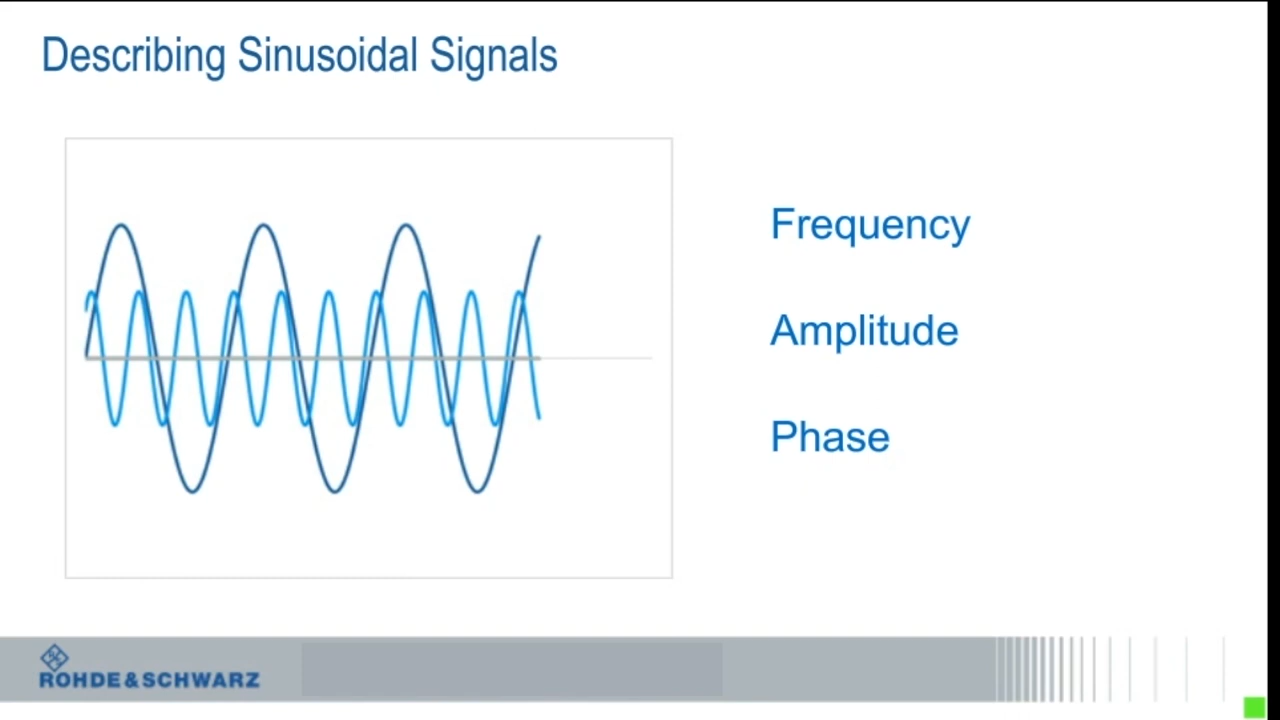 Describing Sinusoidal Signals
Frequency
Amplitude
Phase
ROHDE&SCHWARZ